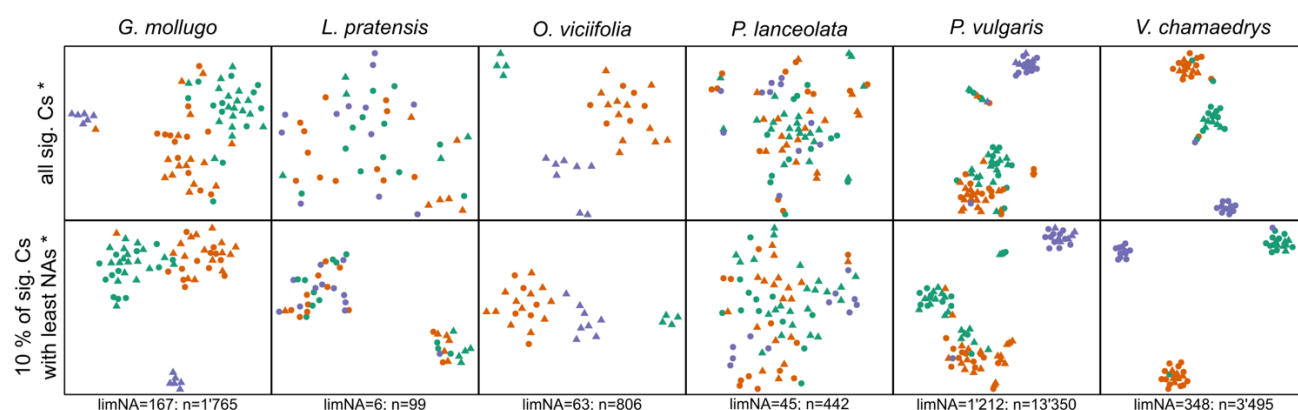 G. mollugo L. pratensis O. viciifolia P. lanceolata P. vulgaris V. chamaedrys
all sig. Cs *
10 % of sig. Cs
with least NAs *
limNA=167; n=1'765 limNA=6; n=99 limNA=63; n=806 limNA=45; n=442 limNA=1'212; n=13'350 limNA=348; n=3'495